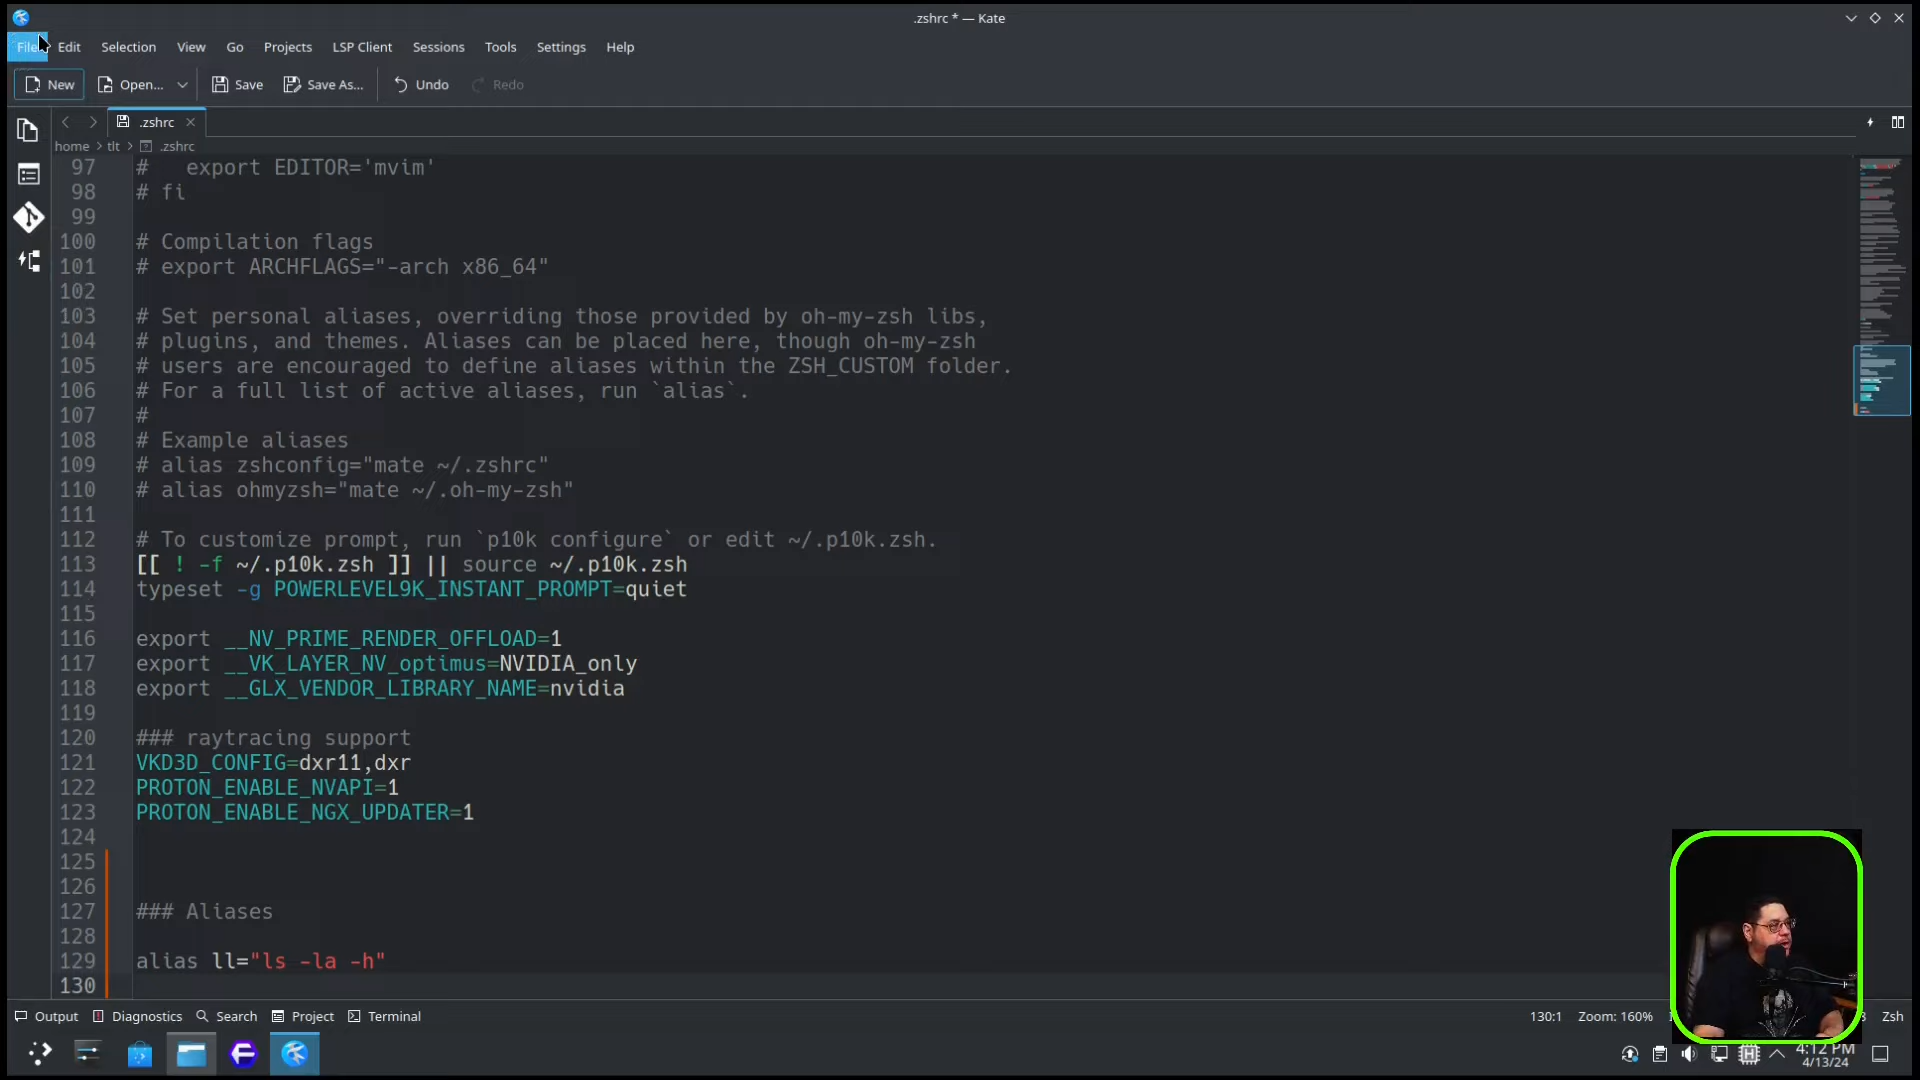 .zshrc * — Kate
File Edit Selection View Go Projects LSP Client Sessions Tools Settings Help
New Open... Save Save As... Undo Redo
.zshrc
home > tlt > .zshrc
97 #   export EDITOR='mvim'
98 # fi
99
100 # Compilation flags
101 # export ARCHFLAGS="-arch x86_64"
102
103 # Set personal aliases, overriding those provided by oh-my-zsh libs,
104 # plugins, and themes. Aliases can be placed here, though oh-my-zsh
105 # users are encouraged to define aliases within the ZSH_CUSTOM folder.
106 # For a full list of active aliases, run `alias`.
107 #
108 # Example aliases
109 # alias zshconfig="mate ~/.zshrc"
110 # alias ohmyzsh="mate ~/.oh-my-zsh"
111
112 # To customize prompt, run `p10k configure` or edit ~/.p10k.zsh.
113 [[ ! -f ~/.p10k.zsh ]] || source ~/.p10k.zsh
114 typeset -g POWERLEVEL9K_INSTANT_PROMPT=quiet
115
116 export __NV_PRIME_RENDER_OFFLOAD=1
117 export __VK_LAYER_NV_optimus=NVIDIA_only
118 export __GLX_VENDOR_LIBRARY_NAME=nvidia
119
120 ### raytracing support
121 VKD3D_CONFIG=dxr11,dxr
122 PROTON_ENABLE_NVAPI=1
123 PROTON_ENABLE_NGX_UPDATER=1
124
125
126
127 ### Aliases
128
129 alias ll="ls -la -h"
130
Output Diagnostics Search Project Terminal 130:1 Zoom: 160% Zsh
4:12 PM
4/13/24